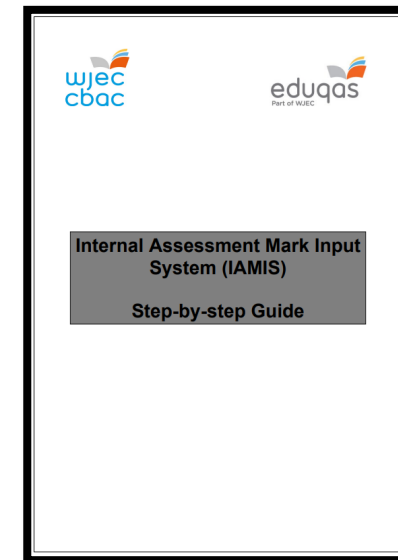 wjec
cbac
eduqas
Part of WJEC
Internal Assessment Mark Input
System (IAMIS)
Step-by-step Guide